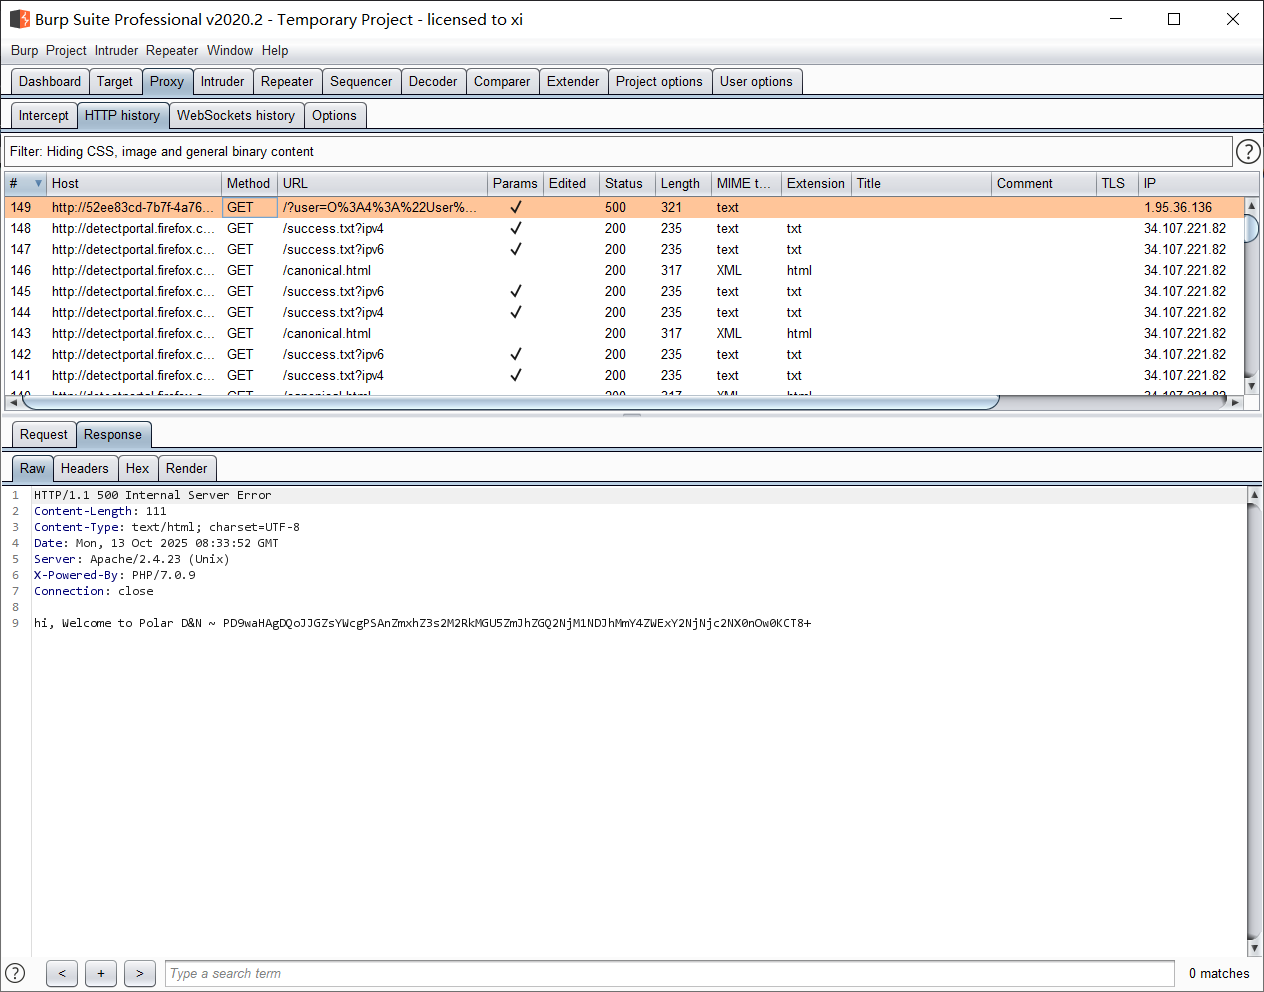 Burp Suite Professional v2020.2 - Temporary Project - licensed to xi
Burp Project Intruder Repeater Window Help
Dashboard Target Proxy Intruder Repeater Sequencer Decoder Comparer Extender Project options User options
Intercept HTTP history WebSockets history Options
Filter: Hiding CSS, image and general binary content
# Host Method URL Params Edited Status Length MIME t... Extension Title Comment TLS IP
149 http://52ee83cd-7b7f-4a76... GET /?user=O%3A4%3A%22User%... ✓ 500 321 text 1.95.36.136
148 http://detectportal.firefox.c... GET /success.txt?ipv4 ✓ 200 235 text txt 34.107.221.82
147 http://detectportal.firefox.c... GET /success.txt?ipv6 ✓ 200 235 text txt 34.107.221.82
146 http://detectportal.firefox.c... GET /canonical.html 200 317 XML html 34.107.221.82
145 http://detectportal.firefox.c... GET /success.txt?ipv6 ✓ 200 235 text txt 34.107.221.82
144 http://detectportal.firefox.c... GET /success.txt?ipv4 ✓ 200 235 text txt 34.107.221.82
143 http://detectportal.firefox.c... GET /canonical.html 200 317 XML html 34.107.221.82
142 http://detectportal.firefox.c... GET /success.txt?ipv6 ✓ 200 235 text txt 34.107.221.82
141 http://detectportal.firefox.c... GET /success.txt?ipv4 ✓ 200 235 text txt 34.107.221.82
Request Response
Raw Headers Hex Render
1 HTTP/1.1 500 Internal Server Error
2 Content-Length: 111
3 Content-Type: text/html; charset=UTF-8
4 Date: Mon, 13 Oct 2025 08:33:52 GMT
5 Server: Apache/2.4.23 (Unix)
6 X-Powered-By: PHP/7.0.9
7 Connection: close
8
9 hi, Welcome to Polar D&N ~ PD9waHAgDQoJJGZsYWcgPSAnZmxhZ3s2M2RkMGU5ZmJhZGQ2NjM1NDJhMmY4ZWExY2NjNjc2NX0nOw0KCT8+
? < + > Type a search term 0 matches